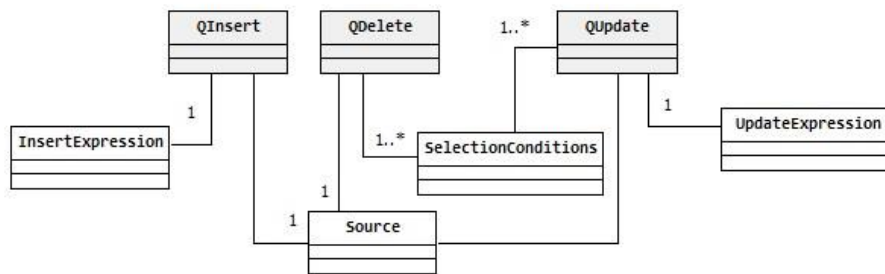 QInsert
QDelete
1..*
QUpdate
1
1
InsertExpression
UpdateExpression
1..*
SelectionConditions
1
1
Source